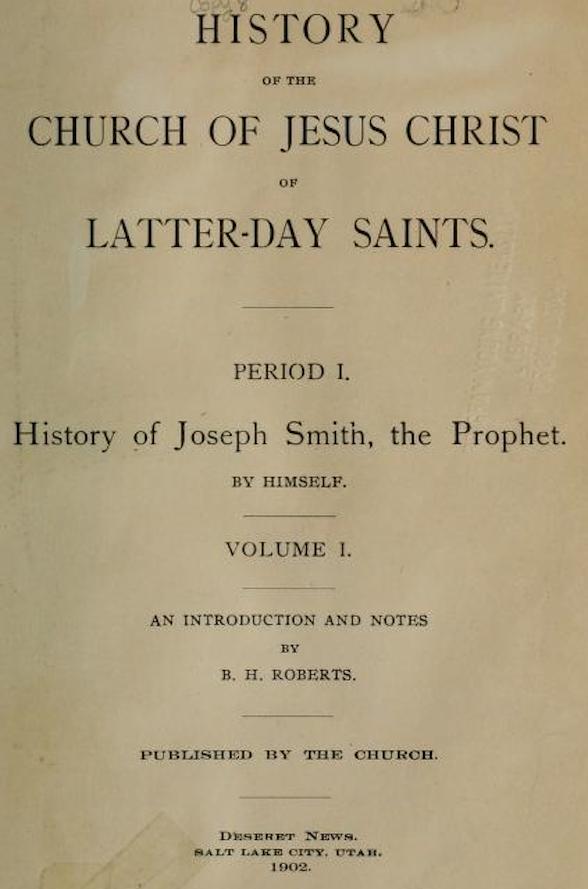 HISTORY
OF THE
CHURCH OF JESUS CHRIST
OF
LATTER-DAY SAINTS.
PERIOD I.
History of Joseph Smith, the Prophet.
BY HIMSELF.
VOLUME I.
AN INTRODUCTION AND NOTES
BY
B. H. ROBERTS.
PUBLISHED BY THE CHURCH.
DESERET NEWS.
SALT LAKE CITY, UTAH.
1902.